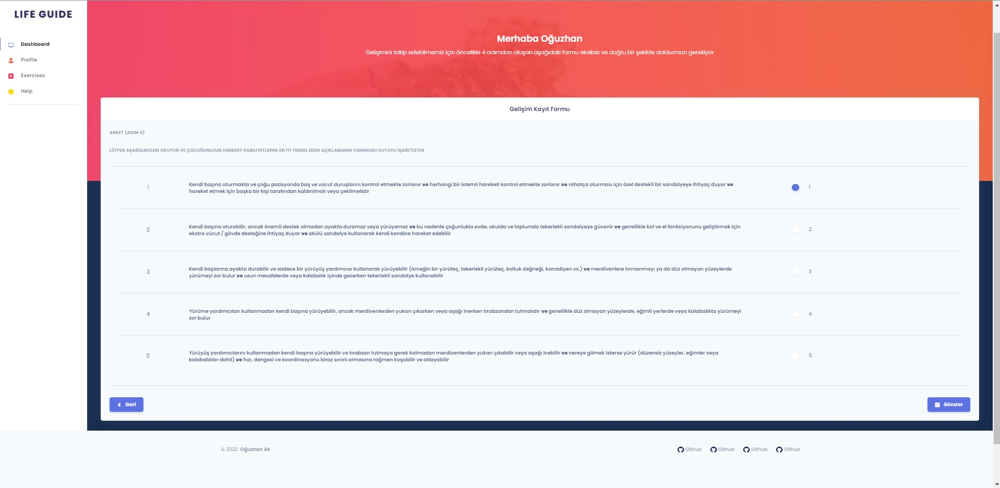 LIFE GUIDE
Dashboard
Profile
Exercises
Help
Merhaba Oğuzhan
Gelişimini takip edebilmemiz için öncelikle 4 adımdan oluşan aşağıdaki formu eksiksiz ve doğru bir şekilde doldurman gerekiyor
Gelişim Kayıt Formu
ANKET (ADIM 4)
LÜTFEN AŞAĞIDAKILERI OKUYUN VE ÇOCUĞUNUZUN HAREKET KABILIYETLERINI EN IYI TEMSIL EDEN AÇIKLAMANIN YANINDAKI KUTUYU IŞARETLEYIN
1
Kendi başına oturmakta ve çoğu pozisyonda baş ve vücut duruşlarını kontrol etmekte zorlanır ve herhangi bir istemli hareketi kontrol etmekte zorlanır ve rahatça oturması için özel destekli bir sandalyeye ihtiyaç duyar ve
hareket etmek için başka bir kişi tarafından kaldırılmalı veya çekilmelidir
1
2
Kendi başına oturabilir, ancak önemli destek olmadan ayakta duramaz veya yürüyemez ve bu nedenle çoğunlukla evde, okulda ve toplumda tekerlekli sandalyeye güvenir ve genellikle kol ve el fonksiyonunu geliştirmek için
ekstra vücut / gövde desteğine ihtiyaç duyar ve akülü sandalye kullanarak kendi kendine hareket edebilir
2
3
Kendi başlarına ayakta durabilir ve sadece bir yürüyüş yardımcısı kullanarak yürüyebilir (örneğin bir yürüteç, tekerlekli yürüteç, koltuk değneği, kanadiyen vs.) ve merdivenlere tırmanmayı ya da düz olmayan yüzeylerde
yürümeyi zor bulur ve uzun mesafelerde veya kalabalık içinde gezerken tekerlekli sandalye kullanabilir
3
4
Yürüme yardımcıları kullanmadan kendi başına yürüyebilir, ancak merdivenlerden yukarı çıkarken veya aşağı inerken tırabzandan tutmalıdır ve genellikle düz olmayan yüzeylerde, eğimli yerlerde veya kalabalıkta yürümeyi
zor bulur
4
5
Yürüyüş yardımcılarını kullanmadan kendi başına yürüyebilir ve tırabzan tutmaya gerek kalmadan merdivenlerden yukarı çıkabilir veya aşağı inebilir ve nereye gitmek isterse yürür (düzensiz yüzeyler, eğimler veya
kalabalıklar dahil) ve hızı, dengesi ve koordinasyonu biraz sınırlı olmasına rağmen koşabilir ve atlayabilir
5
Geri
Gönder
© 2022 Oğuzhan Ak
Github Github Github Github